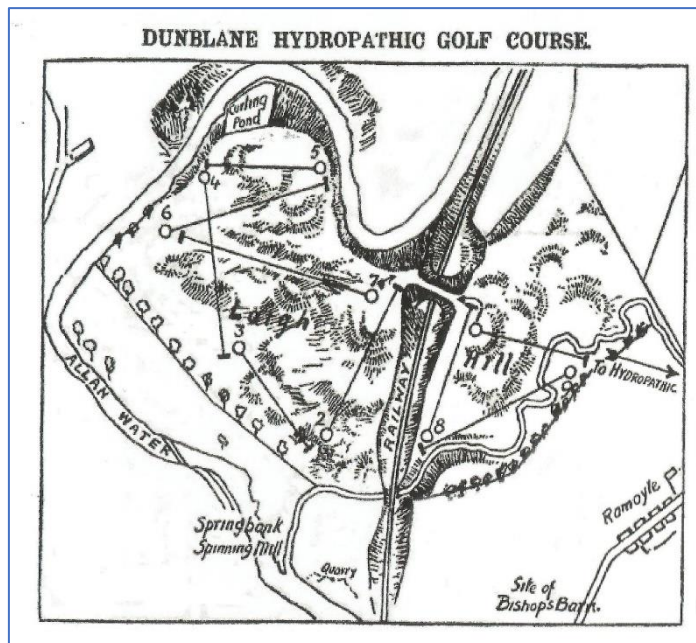 DUNBLANE HYDROPATHIC GOLF COURSE.
Curling
Pond
5
4
6
7
Laigh
3
Hill
TO HYDROPATHIC
RAILWAY
ALLAN WATER
2
8
Ramoyle
Springbank
Spinning Mill
Quarry
Site of
Bishop's Barn.